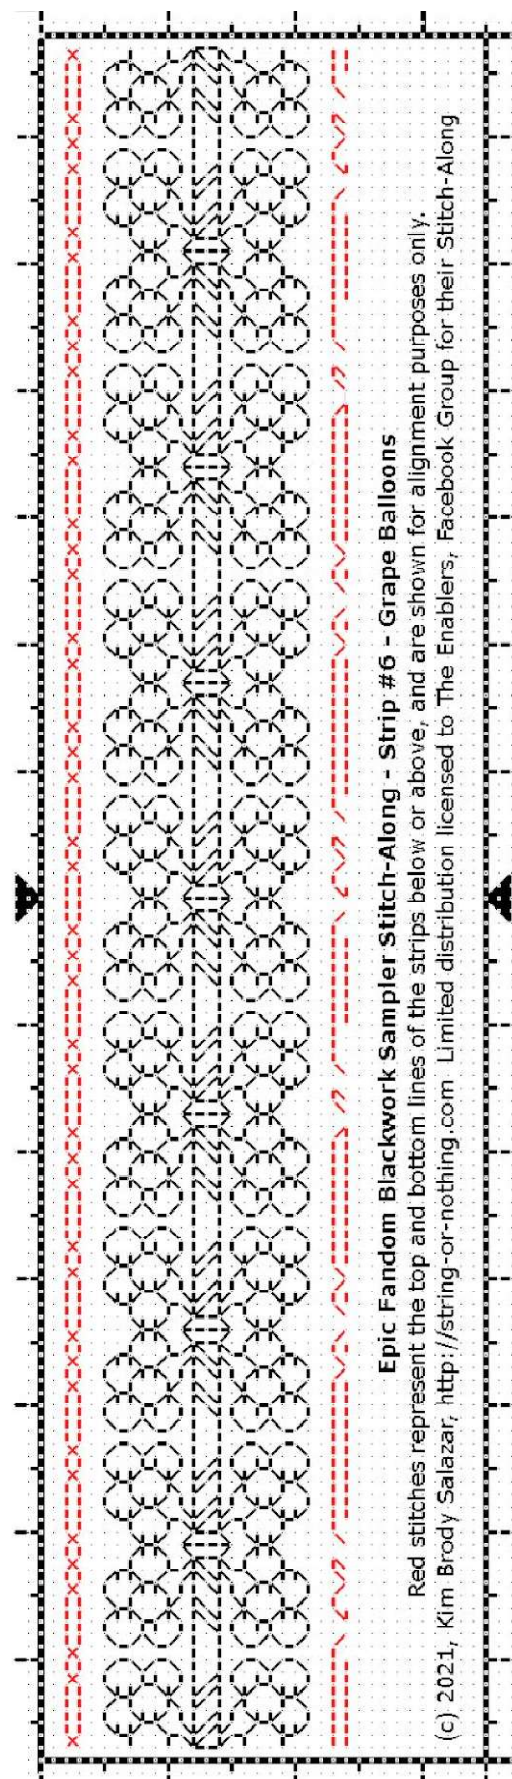 Epic Fandom Blackwork Sampler Stitch-Along - Strip #6 - Grape Balloons
Red stitches represent the top and bottom lines of the strips below or above, and are shown for alignment purposes only.
(c) 2021, Kim Brody Salazar, http://string-or-nothing.com Limited distribution licensed to The Enablers, Facebook Group for their Stitch-Along